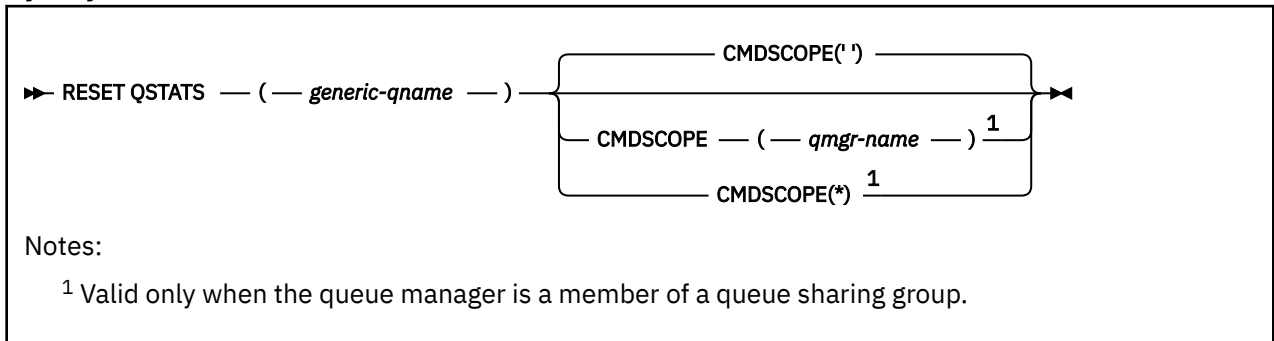 CMDSCOPE(' ')
RESET QSTATS ( generic-qname )
CMDSCOPE ( qmgr-name ) 1
CMDSCOPE(*) 1
Notes:
1 Valid only when the queue manager is a member of a queue sharing group.